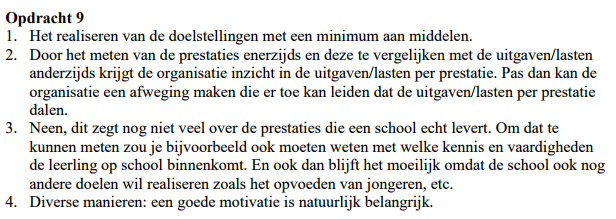 Opdracht 9
1. Het realiseren van de doelstellingen met een minimum aan middelen.
2. Door het meten van de prestaties enerzijds en deze te vergelijken met de uitgaven/lasten
anderzijds krijgt de organisatie inzicht in de uitgaven/lasten per prestatie. Pas dan kan de
organisatie een afweging maken die er toe kan leiden dat de uitgaven/lasten per prestatie
dalen.
3. Neen, dit zegt nog niet veel over de prestaties die een school echt levert. Om dat te
kunnen meten zou je bijvoorbeeld ook moeten weten met welke kennis en vaardigheden
de leerling op school binnenkomt. En ook dan blijft het moeilijk omdat de school ook nog
andere doelen wil realiseren zoals het opvoeden van jongeren, etc.
4. Diverse manieren: een goede motivatie is natuurlijk belangrijk.